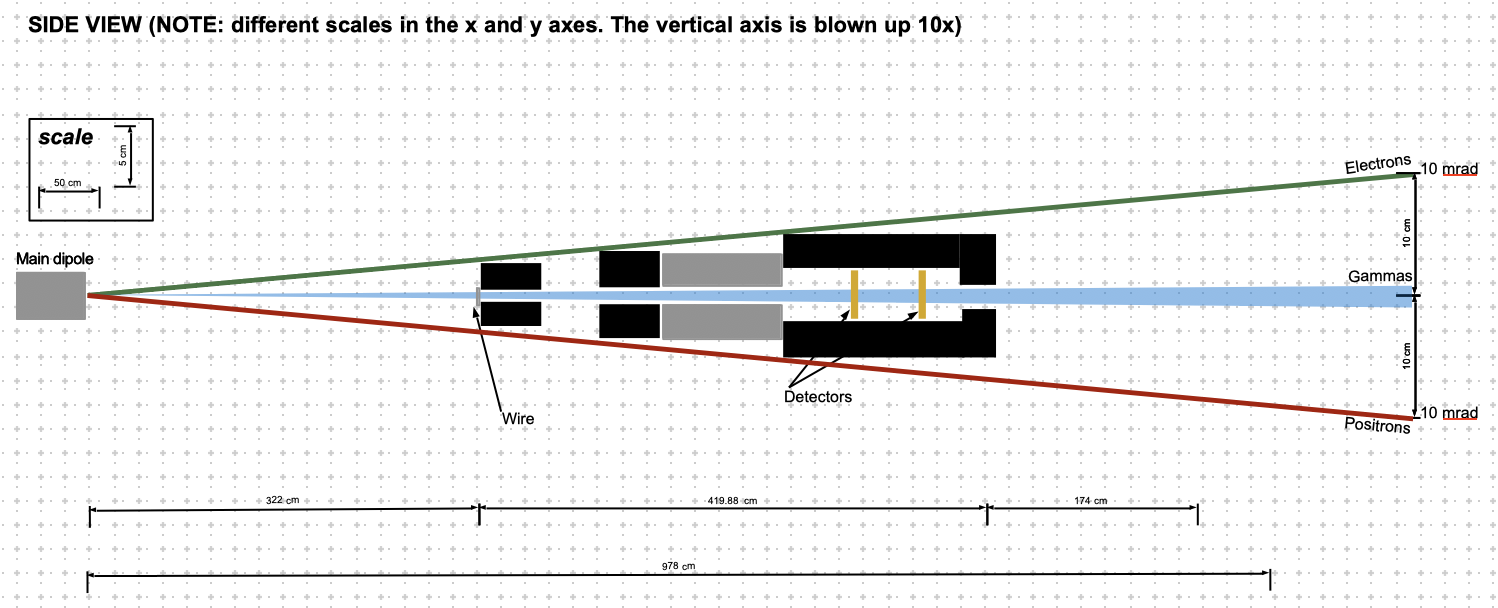 SIDE VIEW (NOTE: different scales in the x and y axes. The vertical axis is blown up 10x)
scale
5 cm
50 cm
Electrons
10 mrad
10 cm
Main dipole
Gammas
10 cm
Detectors
Wire
10 mrad
Positrons
322 cm
419.88 cm
174 cm
978 cm